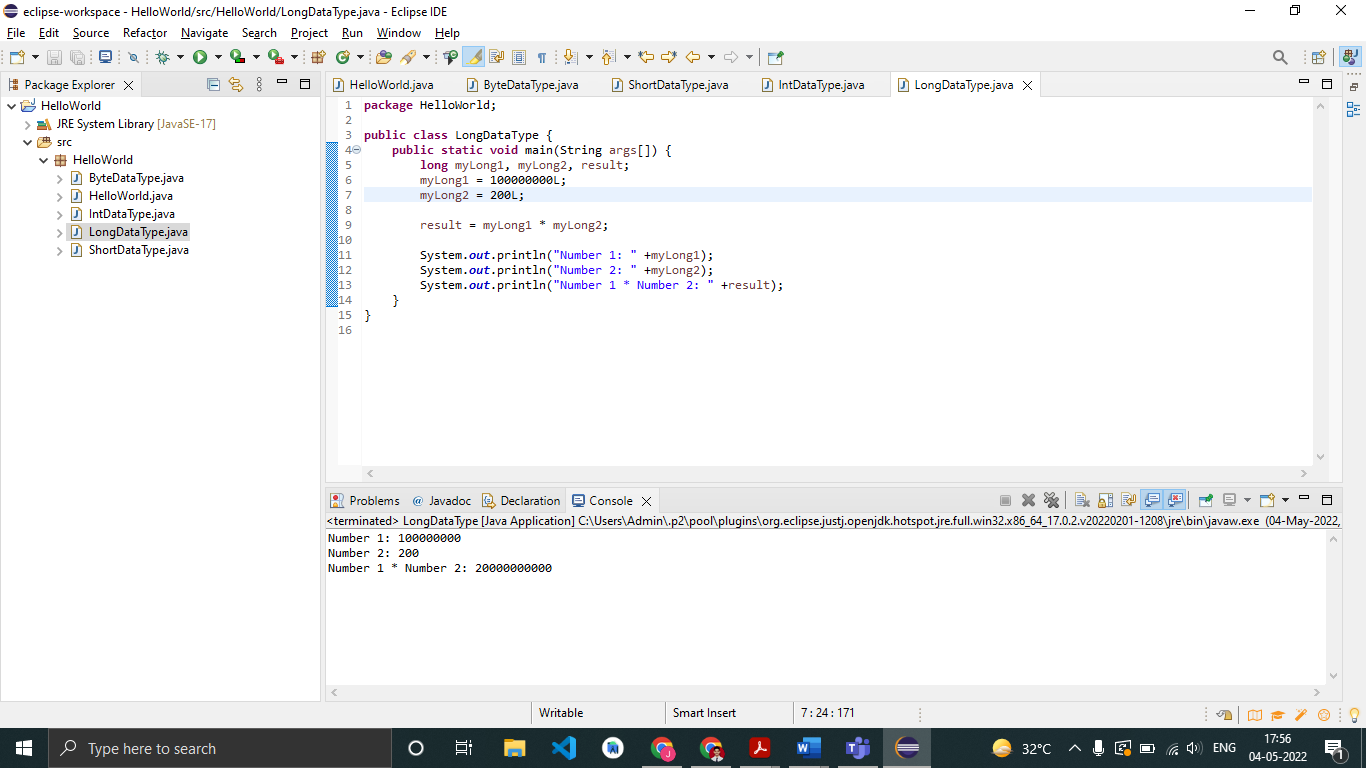 eclipse-workspace - HelloWorld/src/HelloWorld/LongDataType.java - Eclipse IDE
File Edit Source Refactor Navigate Search Project Run Window Help
Package Explorer
HelloWorld
JRE System Library [JavaSE-17]
src
HelloWorld
ByteDataType.java
HelloWorld.java
IntDataType.java
LongDataType.java
ShortDataType.java
HelloWorld.java ByteDataType.java ShortDataType.java IntDataType.java LongDataType.java
1 package HelloWorld;
2
3 public class LongDataType {
4 public static void main(String args[]) {
5 long myLong1, myLong2, result;
6 myLong1 = 100000000L;
7 myLong2 = 200L;
8
9 result = myLong1 * myLong2;
10
11 System.out.println("Number 1: " +myLong1);
12 System.out.println("Number 2: " +myLong2);
13 System.out.println("Number 1 * Number 2: " +result);
14 }
15 }
16
Problems @ Javadoc Declaration Console
<terminated> LongDataType [Java Application] C:\Users\Admin\.p2\pool\plugins\org.eclipse.justj.openjdk.hotspot.jre.full.win32.x86_64_17.0.2.v20220201-1208\jre\bin\javaw.exe (04-May-2022,
Number 1: 100000000
Number 2: 200
Number 1 * Number 2: 20000000000
Writable Smart Insert 7 : 24 : 171
Type here to search
32°C ENG 17:56
04-05-2022
1